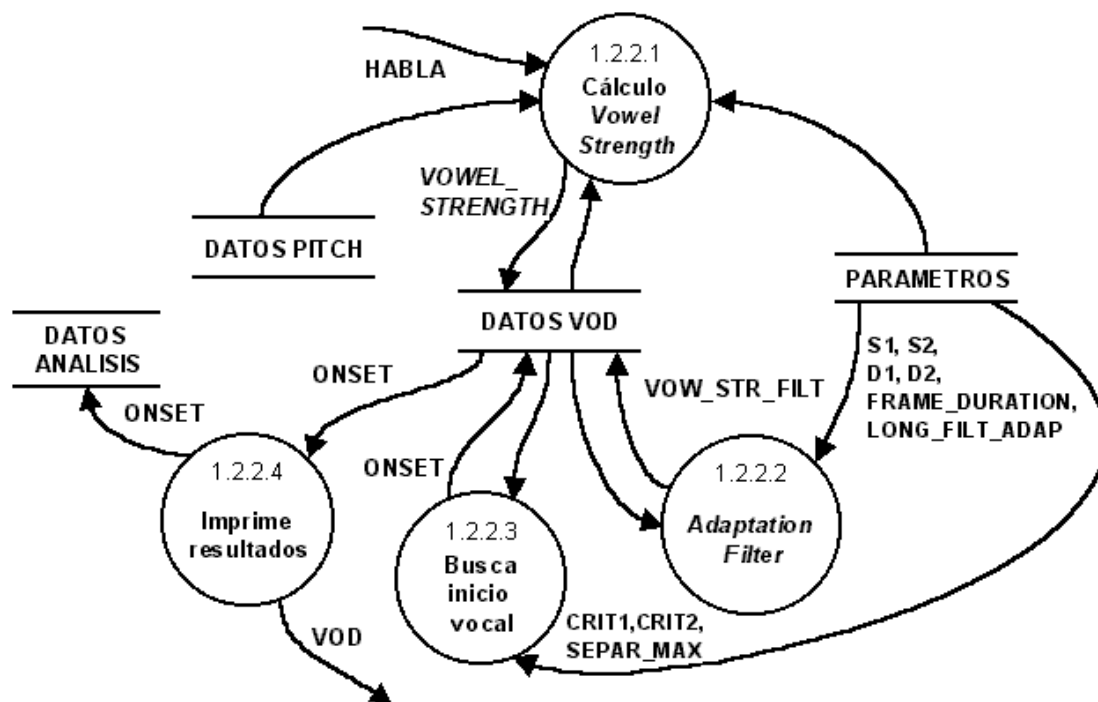 1.2.2.1
Cálculo
Vowel
Strength
HABLA
VOWEL_
STRENGTH
DATOS PITCH
PARAMETROS
DATOS VOD
DATOS
ANALISIS
S1, S2,
D1, D2,
FRAME_DURATION,
LONG_FILT_ADAP
ONSET
VOW_STR_FILT
ONSET
ONSET
1.2.2.4
Imprime
resultados
1.2.2.3
Busca
inicio
vocal
1.2.2.2
Adaptation
Filter
CRIT1,CRIT2,
SEPAR_MAX
VOD